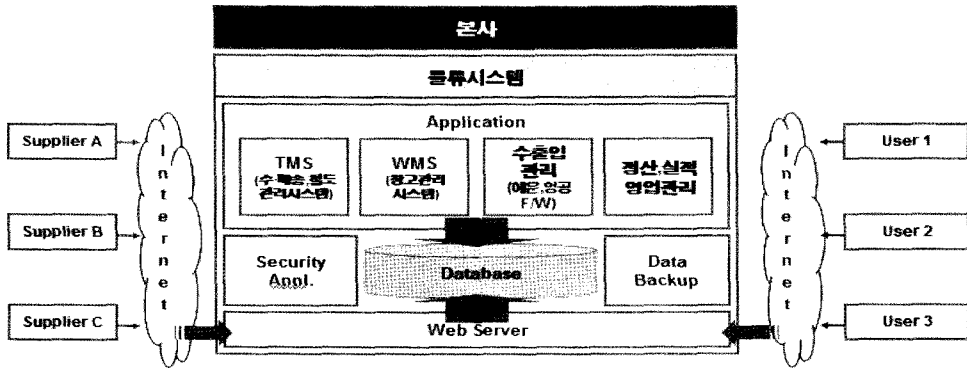 본사
물류시스템
Application
TMS
(수·배송,철도
관리시스템)
WMS
(창고관리
시스템)
수출입
관리
(해운,항공
F/W)
정산,실적
영업관리
Security
Appl.
Database
Data
Backup
Web Server
Supplier A
Supplier B
Supplier C
Internet
Internet
User 1
User 2
User 3